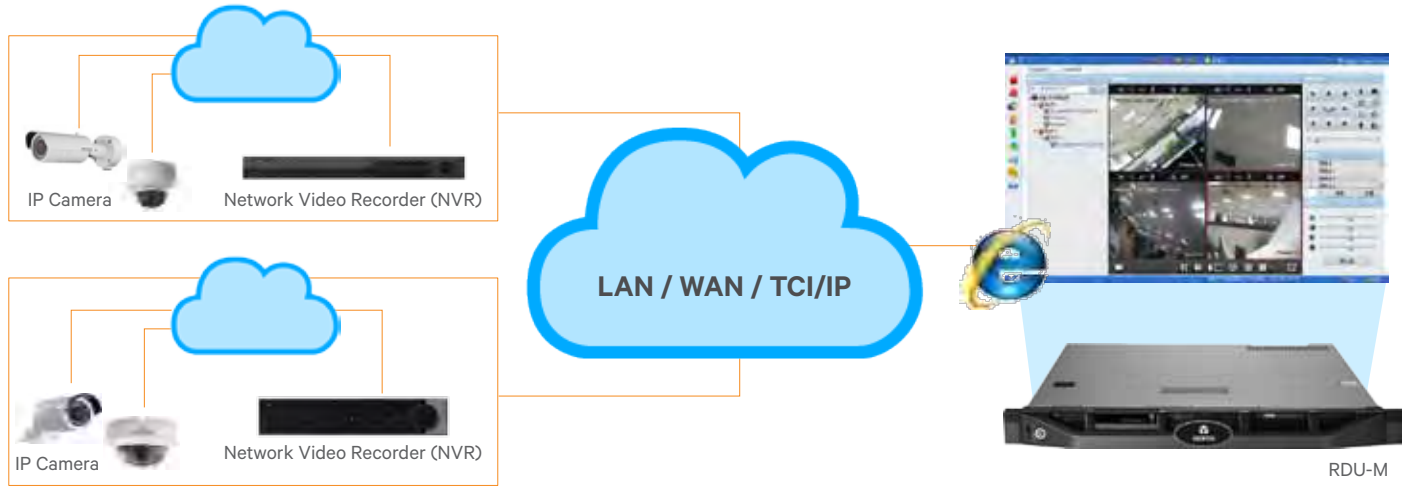 IP Camera
Network Video Recorder (NVR)
LAN / WAN / TCI/IP
IP Camera
Network Video Recorder (NVR)
RDU-M